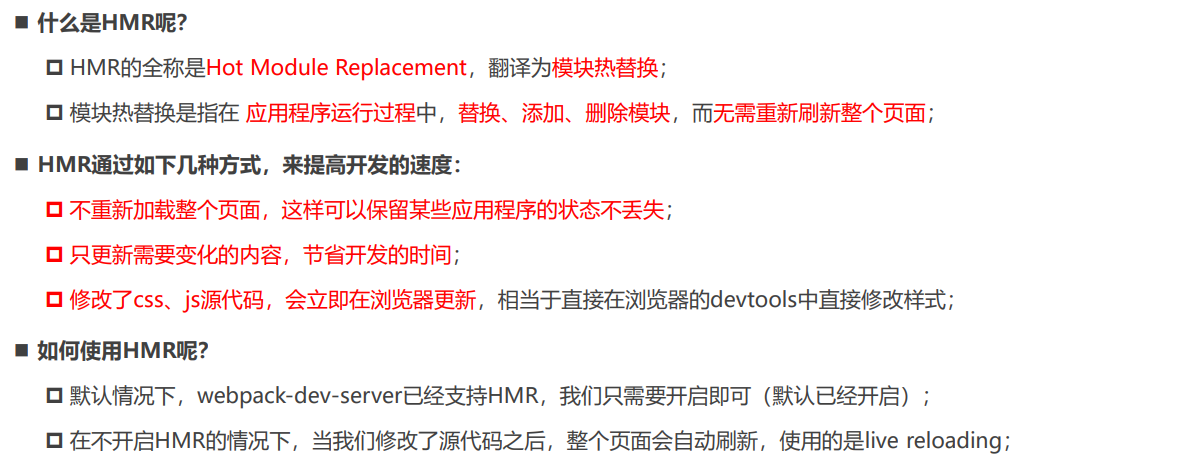 ■ 什么是HMR呢？
HMR的全称是Hot Module Replacement，翻译为模块热替换；
模块热替换是指在 应用程序运行过程中，替换、添加、删除模块，而无需重新刷新整个页面；
■ HMR通过如下几种方式，来提高开发的速度：
不重新加载整个页面，这样可以保留某些应用程序的状态不丢失；
只更新需要变化的内容，节省开发的时间；
修改了css、js源代码，会立即在浏览器更新，相当于直接在浏览器的devtools中直接修改样式；
■ 如何使用HMR呢？
默认情况下，webpack-dev-server已经支持HMR，我们只需要开启即可（默认已经开启）；
在不开启HMR的情况下，当我们修改了源代码之后，整个页面会自动刷新，使用的是live reloading；